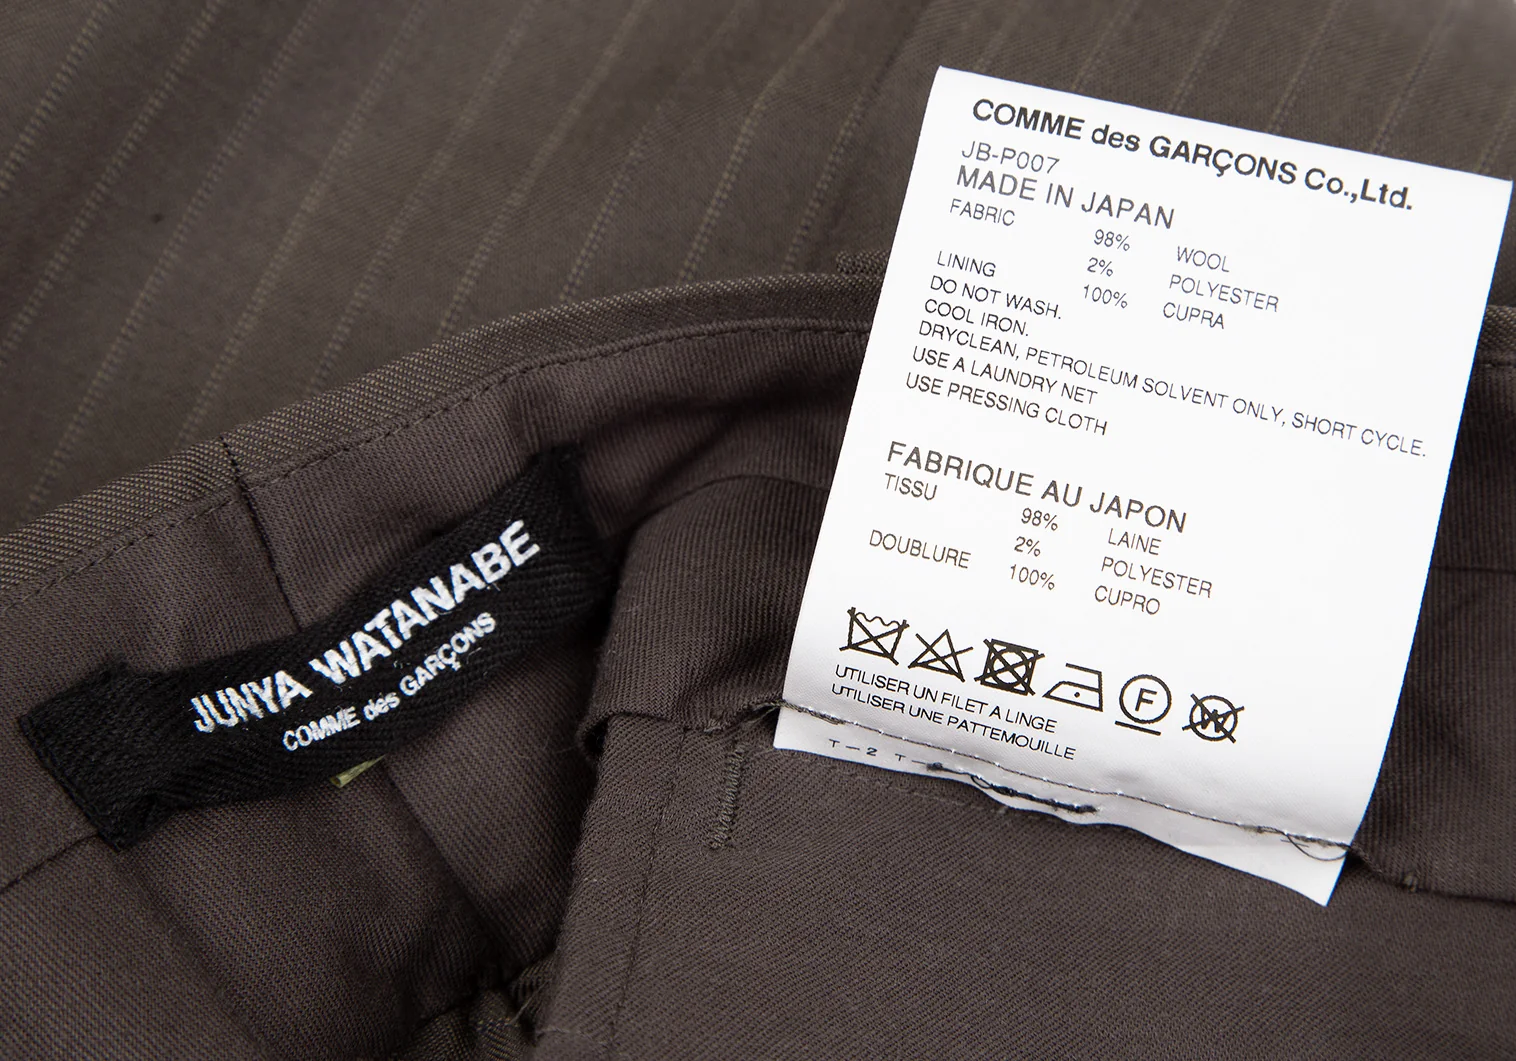 JUNYA WATANABE
COMME des GARÇONS
COMME des GARÇONS Co.,Ltd.
JB-P007
MADE IN JAPAN
FABRIC 98% WOOL
2% POLYESTER
LINING 100% CUPRA
DO NOT WASH.
COOL IRON.
DRYCLEAN, PETROLEUM SOLVENT ONLY, SHORT CYCLE.
USE A LAUNDRY NET
USE PRESSING CLOTH
FABRIQUE AU JAPON
TISSU 98% LAINE
2% POLYESTER
DOUBLURE 100% CUPRO
F W
UTILISER UN FILET A LINGE
UTILISER UNE PATTEMOUILLE
T-2 T-